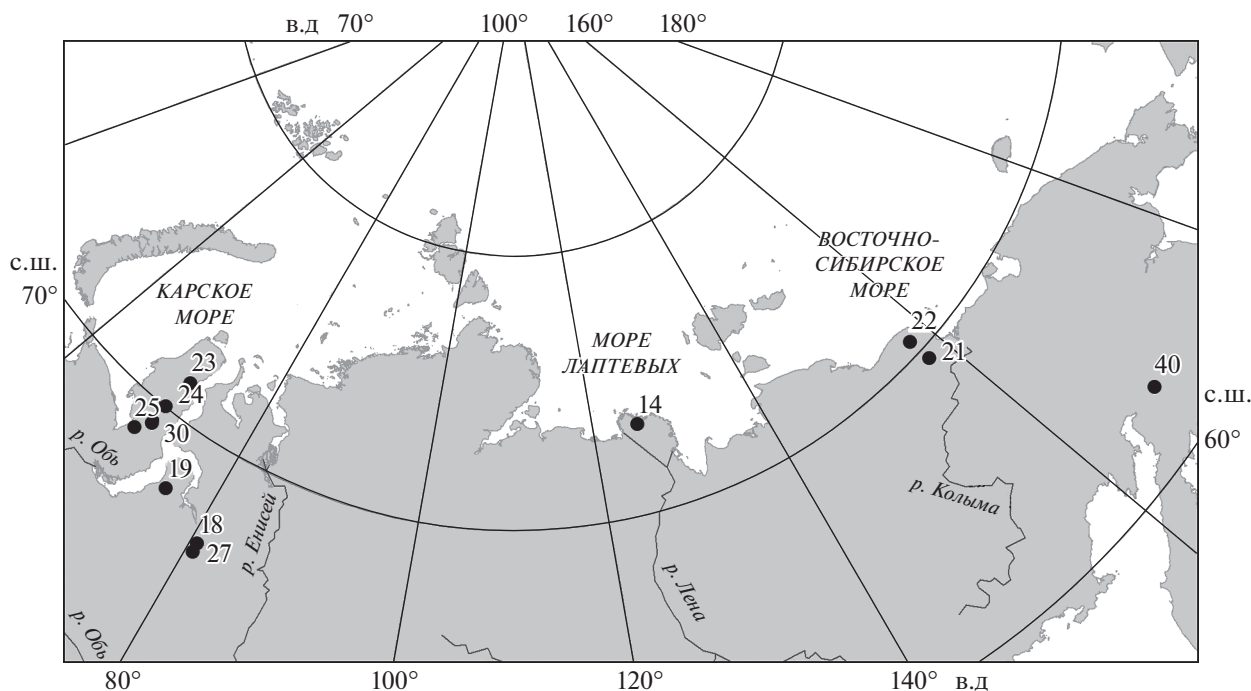 в.д 70° 100° 160° 180°
с.ш.
70°
КАРСКОЕ
МОРЕ
ВОСТОЧНО-
СИБИРСКОЕ
МОРЕ
МОРЕ
ЛАПТЕВЫХ
22
21
23
24
25
30
14
40
с.ш.
60°
р. Обь
19
18
27
р. Енисей
р. Колыма
р. Лена
р. Обь
80° 100° 120° 140° в.д